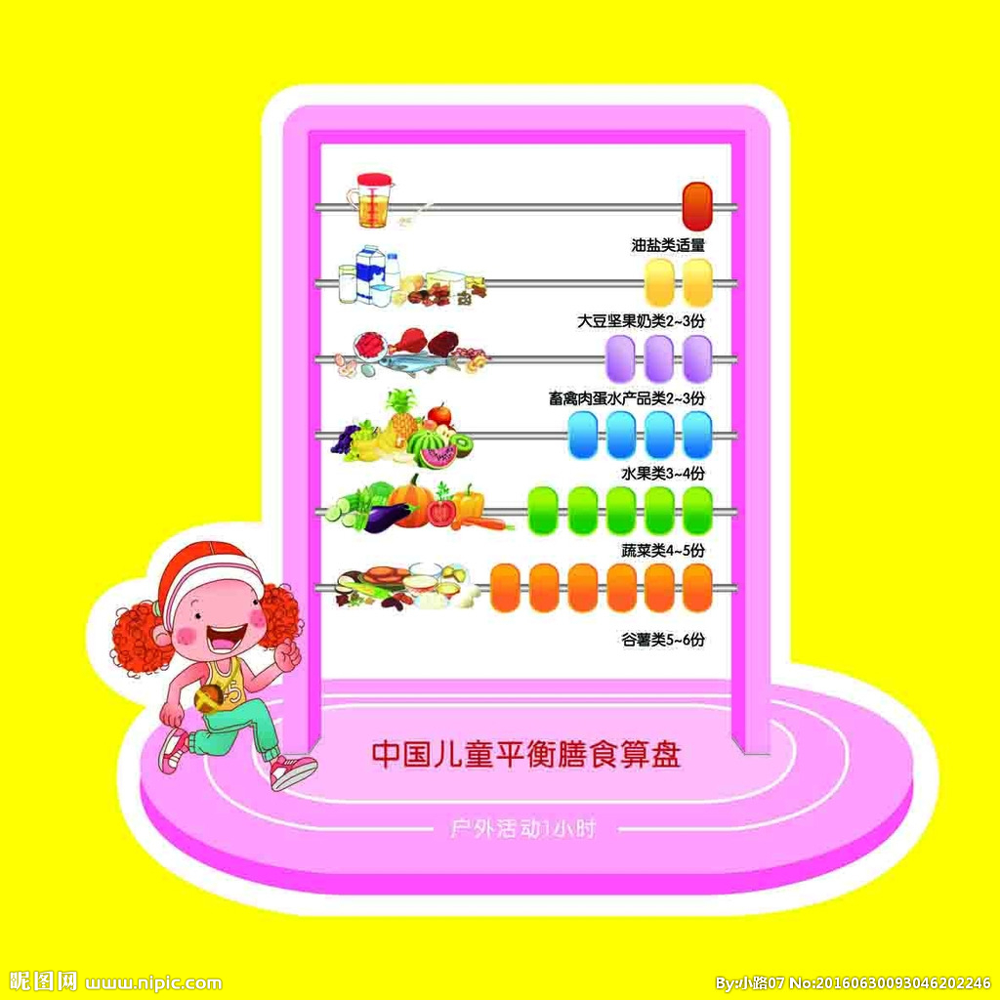 油盐类适量
大豆坚果奶类2~3份
畜禽肉蛋水产品类2~3份
水果类3~4份
蔬菜类4~5份
谷薯类5~6份
5
中国儿童平衡膳食算盘
户外活动1小时
昵图网 www.nipic.com
By:小路07 No:20160630093046202246